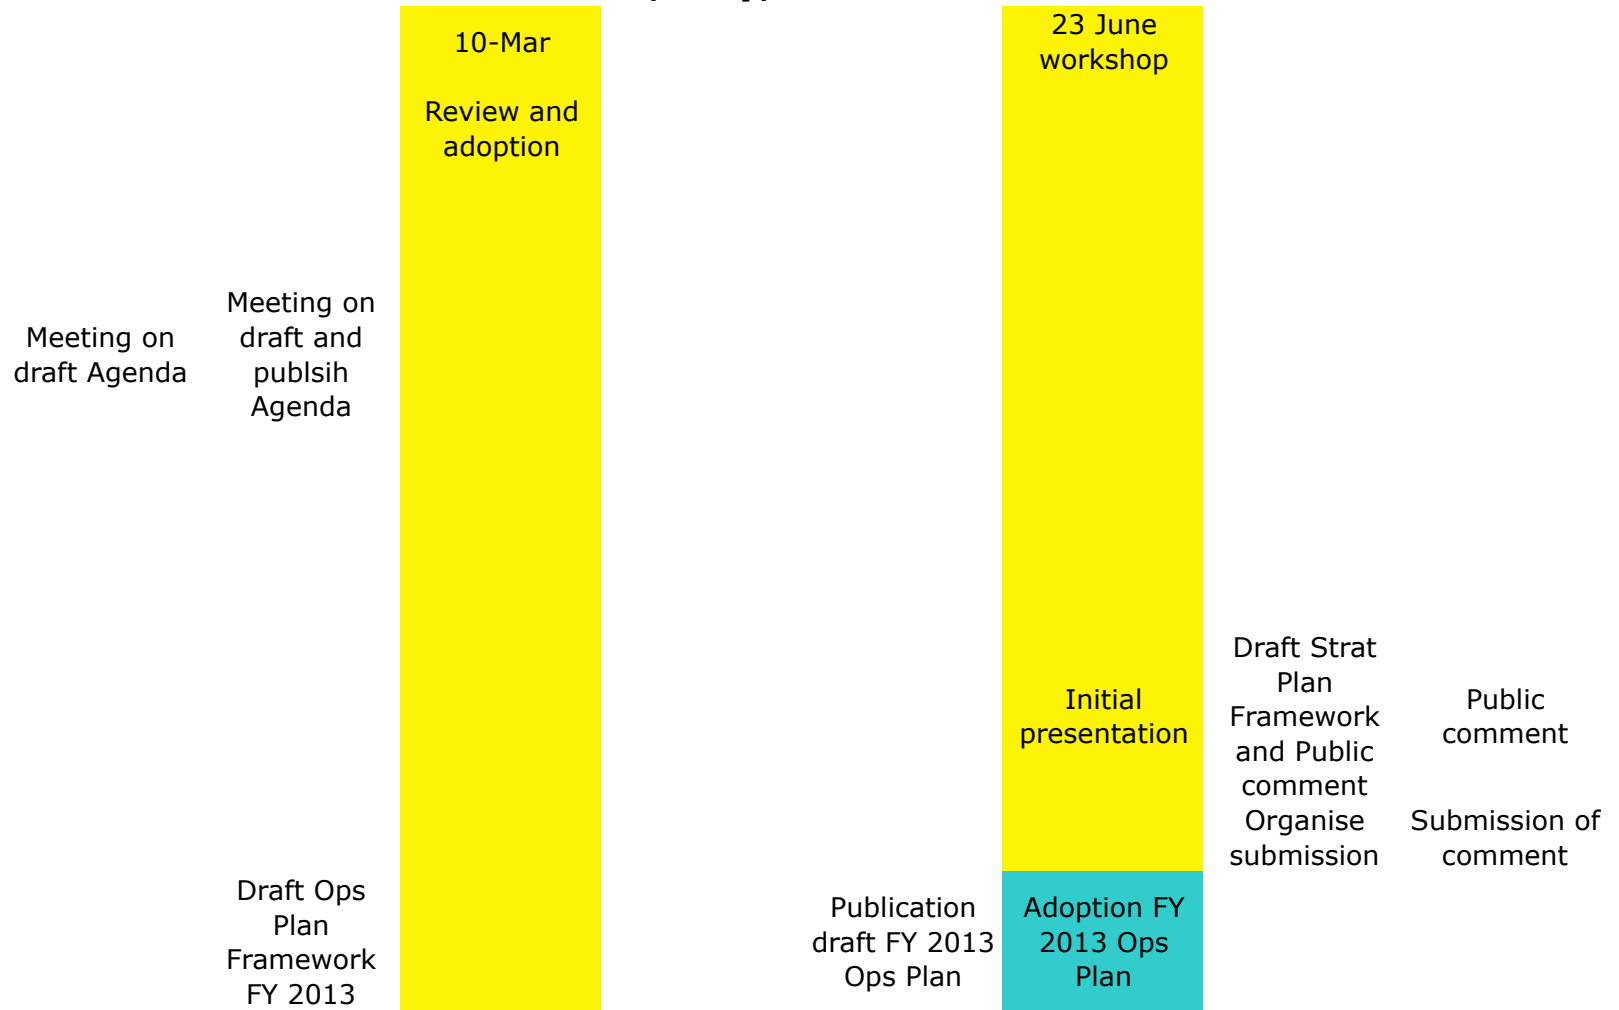 10-Mar
23 June
workshop
Review and
adoption
Meeting on
draft Agenda
Meeting on
draft and
publsih
Agenda
Initial
presentation
Draft Strat
Plan
Framework
and Public
comment
Public
comment
Organise
submission
Submission of
comment
Draft Ops
Plan
Framework
FY 2013
Publication
draft FY 2013
Ops Plan
Adoption FY
2013 Ops
Plan